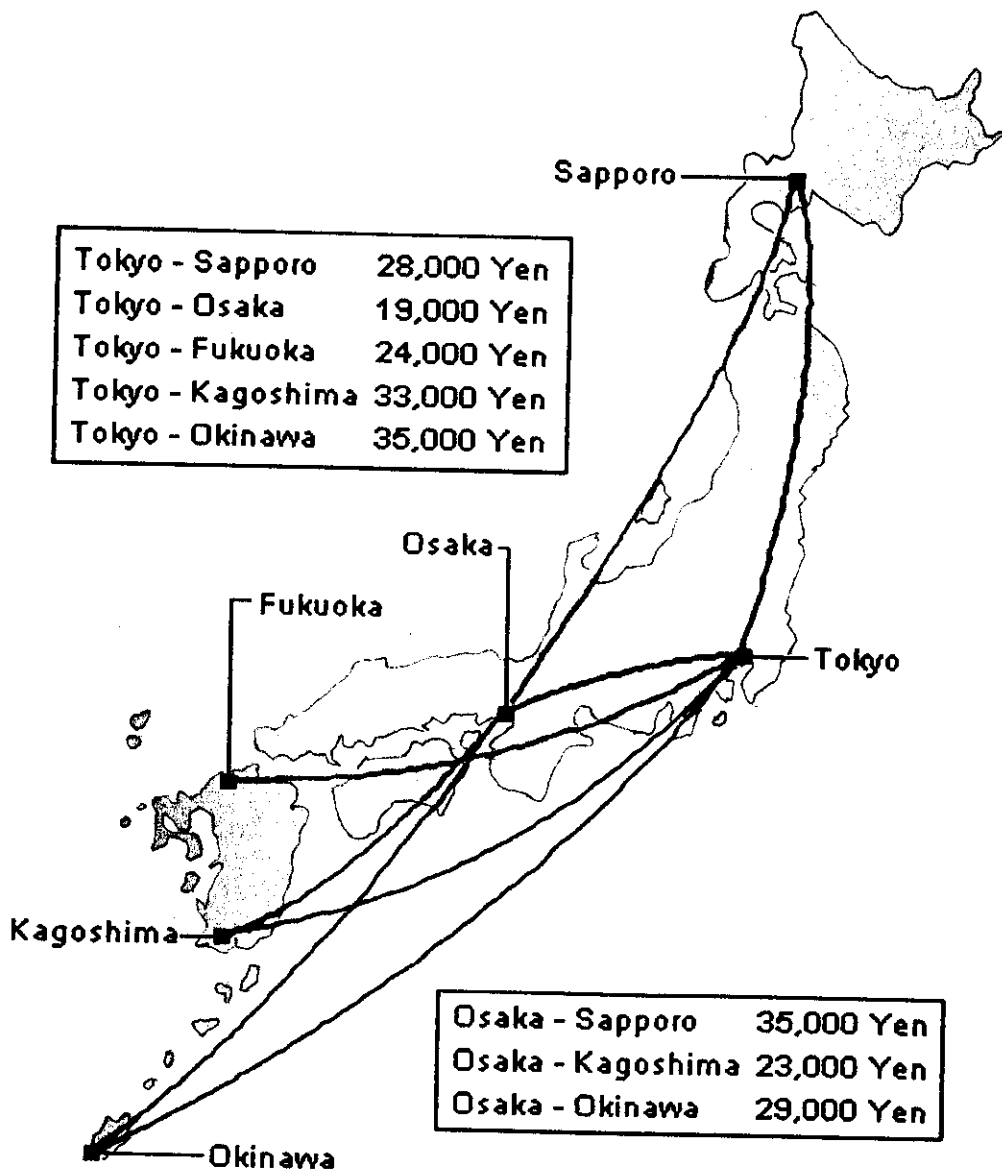 Sapporo
Tokyo - Sapporo 28,000 Yen
Tokyo - Osaka 19,000 Yen
Tokyo - Fukuoka 24,000 Yen
Tokyo - Kagoshima 33,000 Yen
Tokyo - Okinawa 35,000 Yen
Osaka
Fukuoka
Tokyo
Kagoshima
Osaka - Sapporo 35,000 Yen
Osaka - Kagoshima 23,000 Yen
Osaka - Okinawa 29,000 Yen
Okinawa